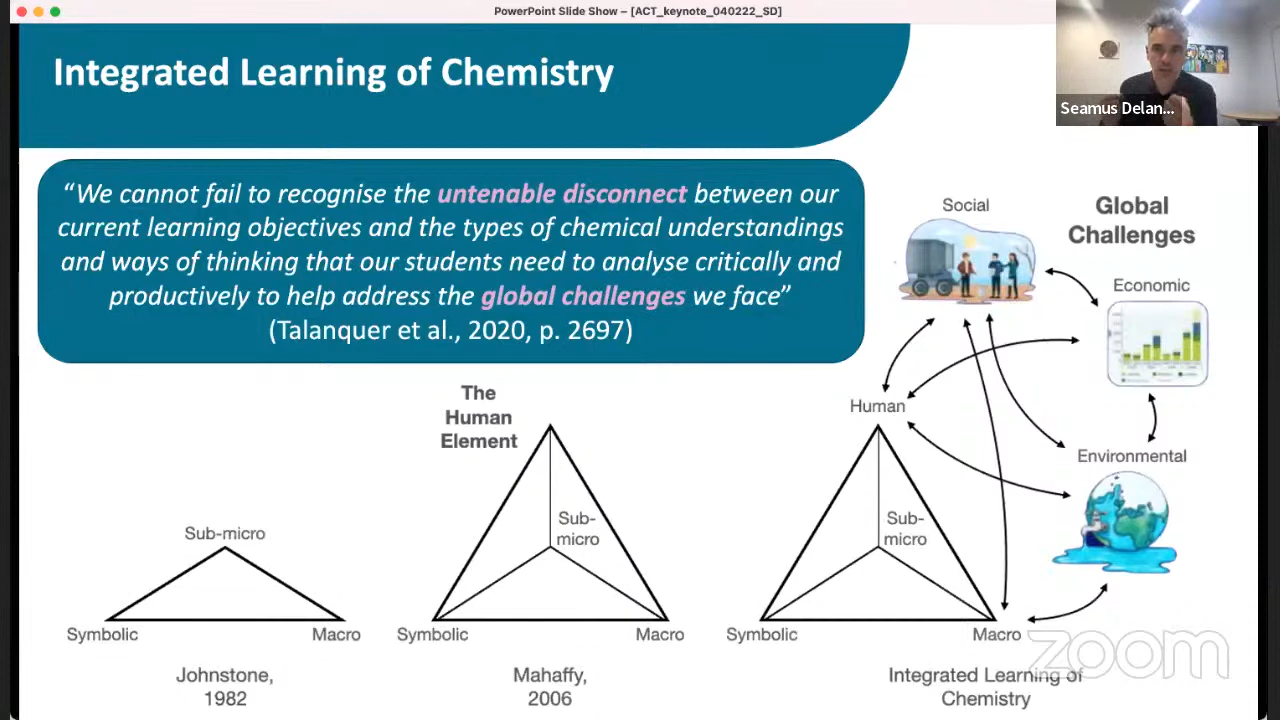 PowerPoint Slide Show – [ACT_keynote_040222_SD]
Integrated Learning of Chemistry
Seamus Delan...
“We cannot fail to recognise the untenable disconnect between our
current learning objectives and the types of chemical understandings
and ways of thinking that our students need to analyse critically and
productively to help address the global challenges we face”
(Talanquer et al., 2020, p. 2697)
Social
Global
Challenges
Economic
The
Human
Element
Human
Environmental
Sub-micro
Sub-
micro
Sub-
micro
Symbolic
Macro
Symbolic
Macro
Symbolic
Macro
zoom
Johnstone,
1982
Mahaffy,
2006
Integrated Learning of
Chemistry